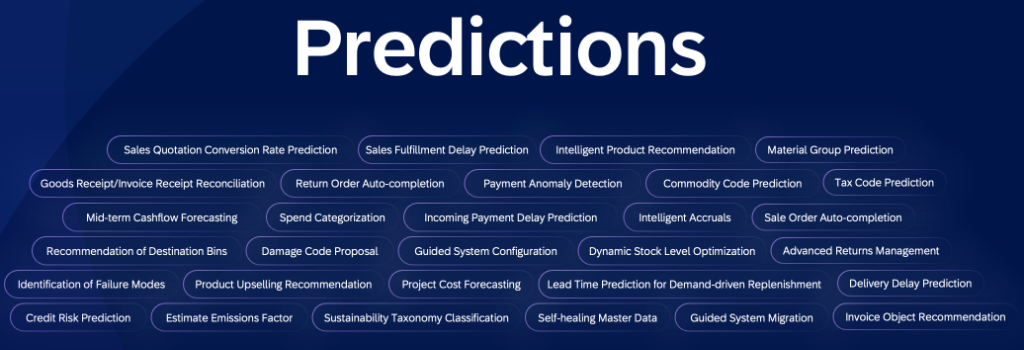 Predictions
Sales Quotation Conversion Rate Prediction Sales Fulfillment Delay Prediction Intelligent Product Recommendation Material Group Prediction
Goods Receipt/Invoice Receipt Reconciliation Return Order Auto-completion Payment Anomaly Detection Commodity Code Prediction Tax Code Prediction
Mid-term Cashflow Forecasting Spend Categorization Incoming Payment Delay Prediction Intelligent Accruals Sale Order Auto-completion
Recommendation of Destination Bins Damage Code Proposal Guided System Configuration Dynamic Stock Level Optimization Advanced Returns Management
Identification of Failure Modes Product Upselling Recommendation Project Cost Forecasting Lead Time Prediction for Demand-driven Replenishment Delivery Delay Prediction
Credit Risk Prediction Estimate Emissions Factor Sustainability Taxonomy Classification Self-healing Master Data Guided System Migration Invoice Object Recommendation